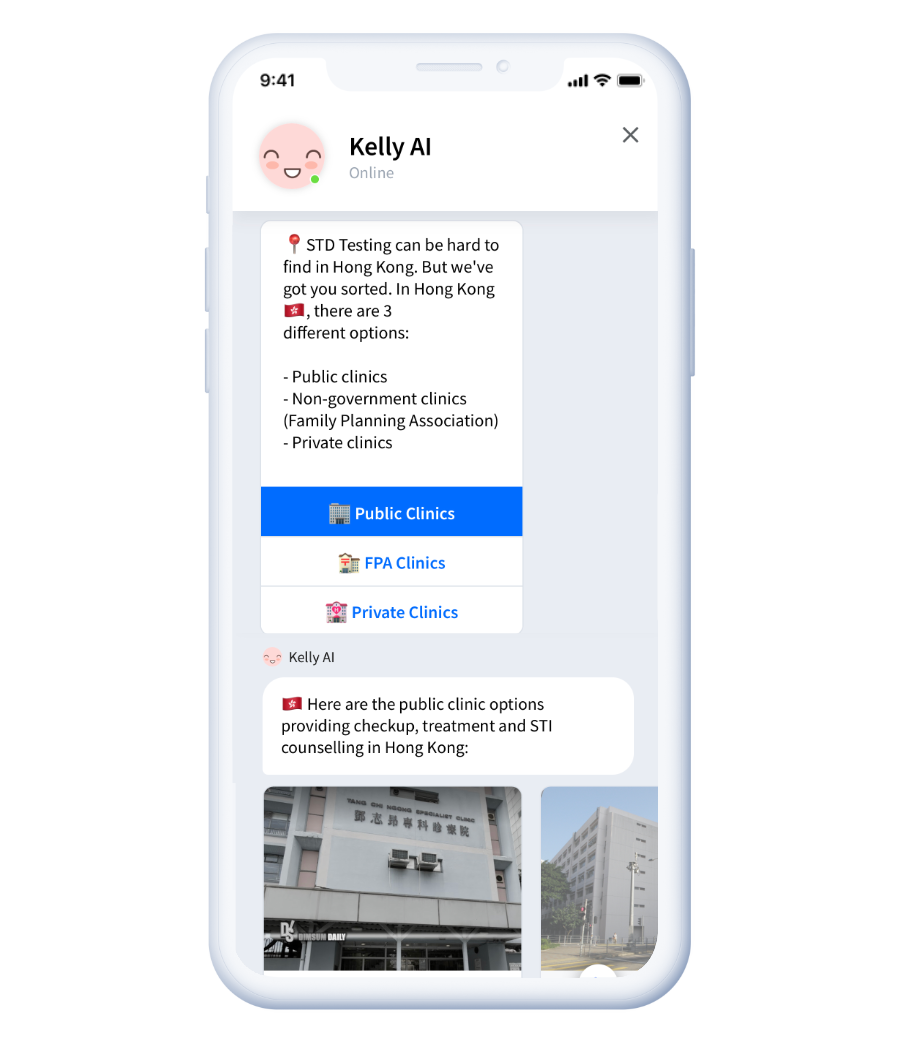 9:41
Kelly AI
Online
📍 STD Testing can be hard to
find in Hong Kong. But we've
got you sorted. In Hong Kong
🇭🇰, there are 3
different options:
- Public clinics
- Non-government clinics
(Family Planning Association)
- Private clinics
🏢 Public Clinics
🏤 FPA Clinics
🏩 Private Clinics
Kelly AI
🇭🇰 Here are the public clinic options
providing checkup, treatment and STI
counselling in Hong Kong:
TANG CHI NGONG SPECIALIST CLINIC
鄧志昂專科診療院
DS DIMSUM DAILY